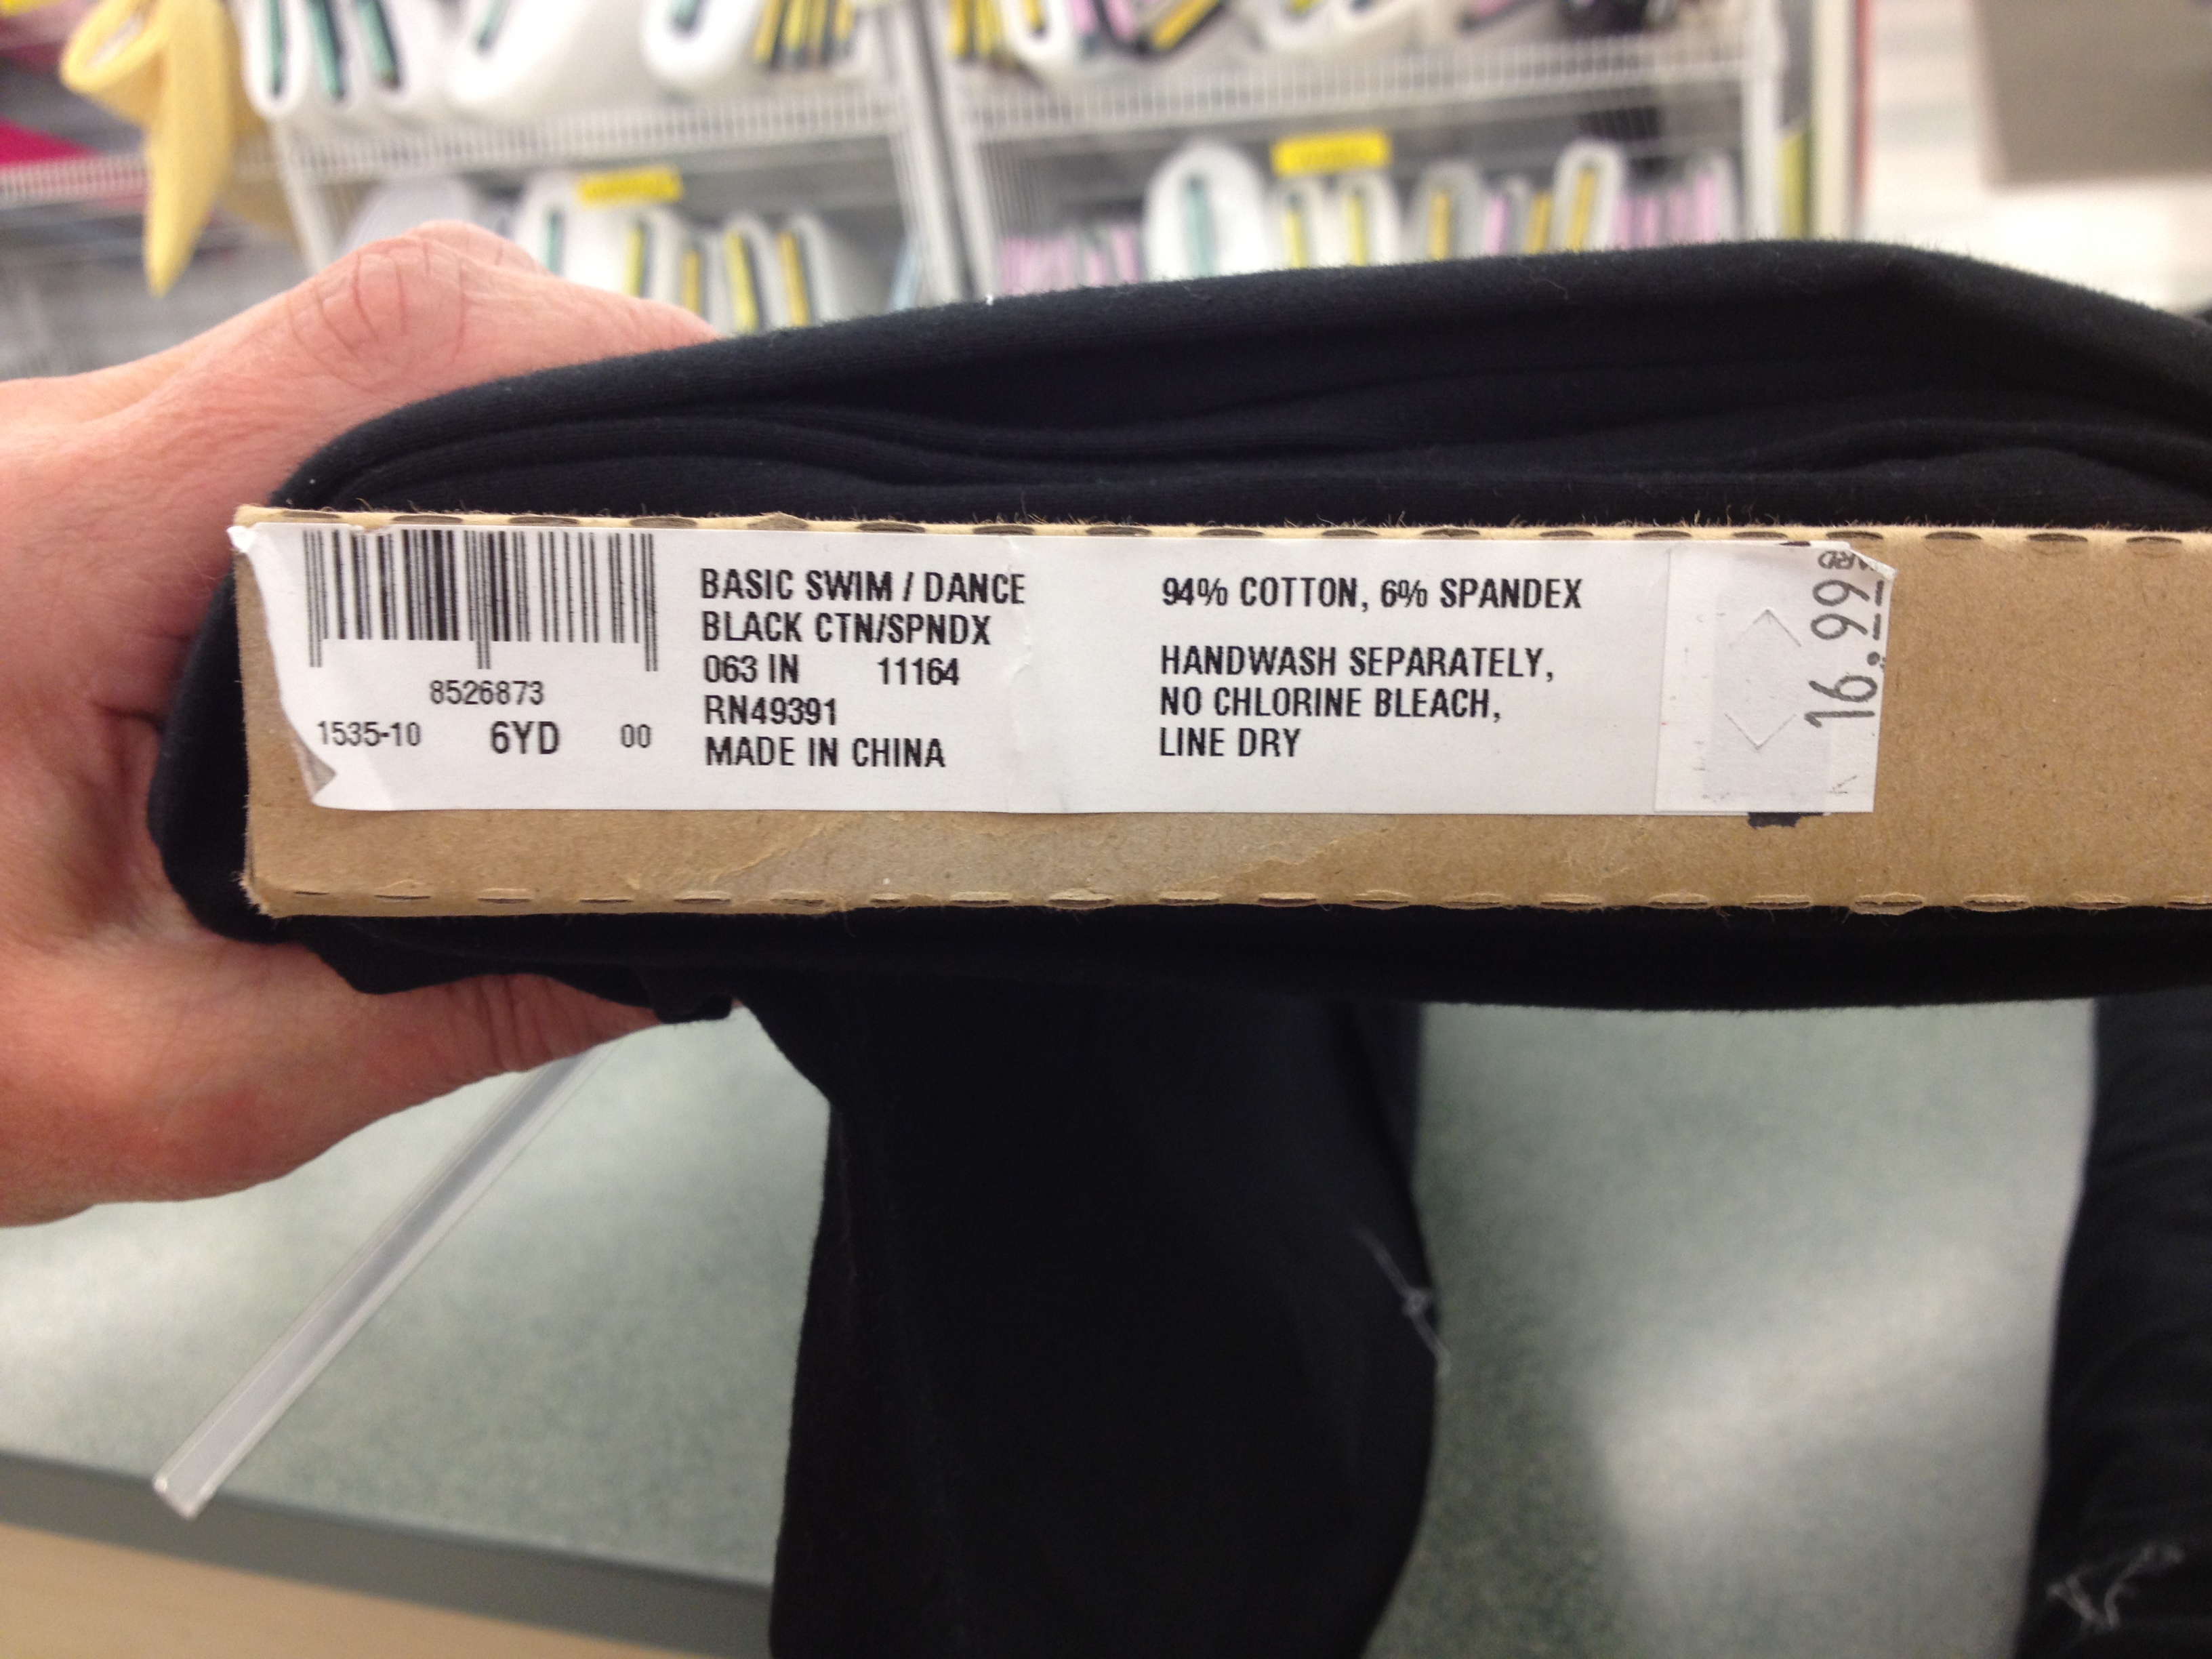 8526873
1535-10 6YD 00
BASIC SWIM / DANCE
BLACK CTN/SPNDX
063 IN 11164
RN49391
MADE IN CHINA
94% COTTON, 6% SPANDEX
HANDWASH SEPARATELY,
NO CHLORINE BLEACH,
LINE DRY
16.99